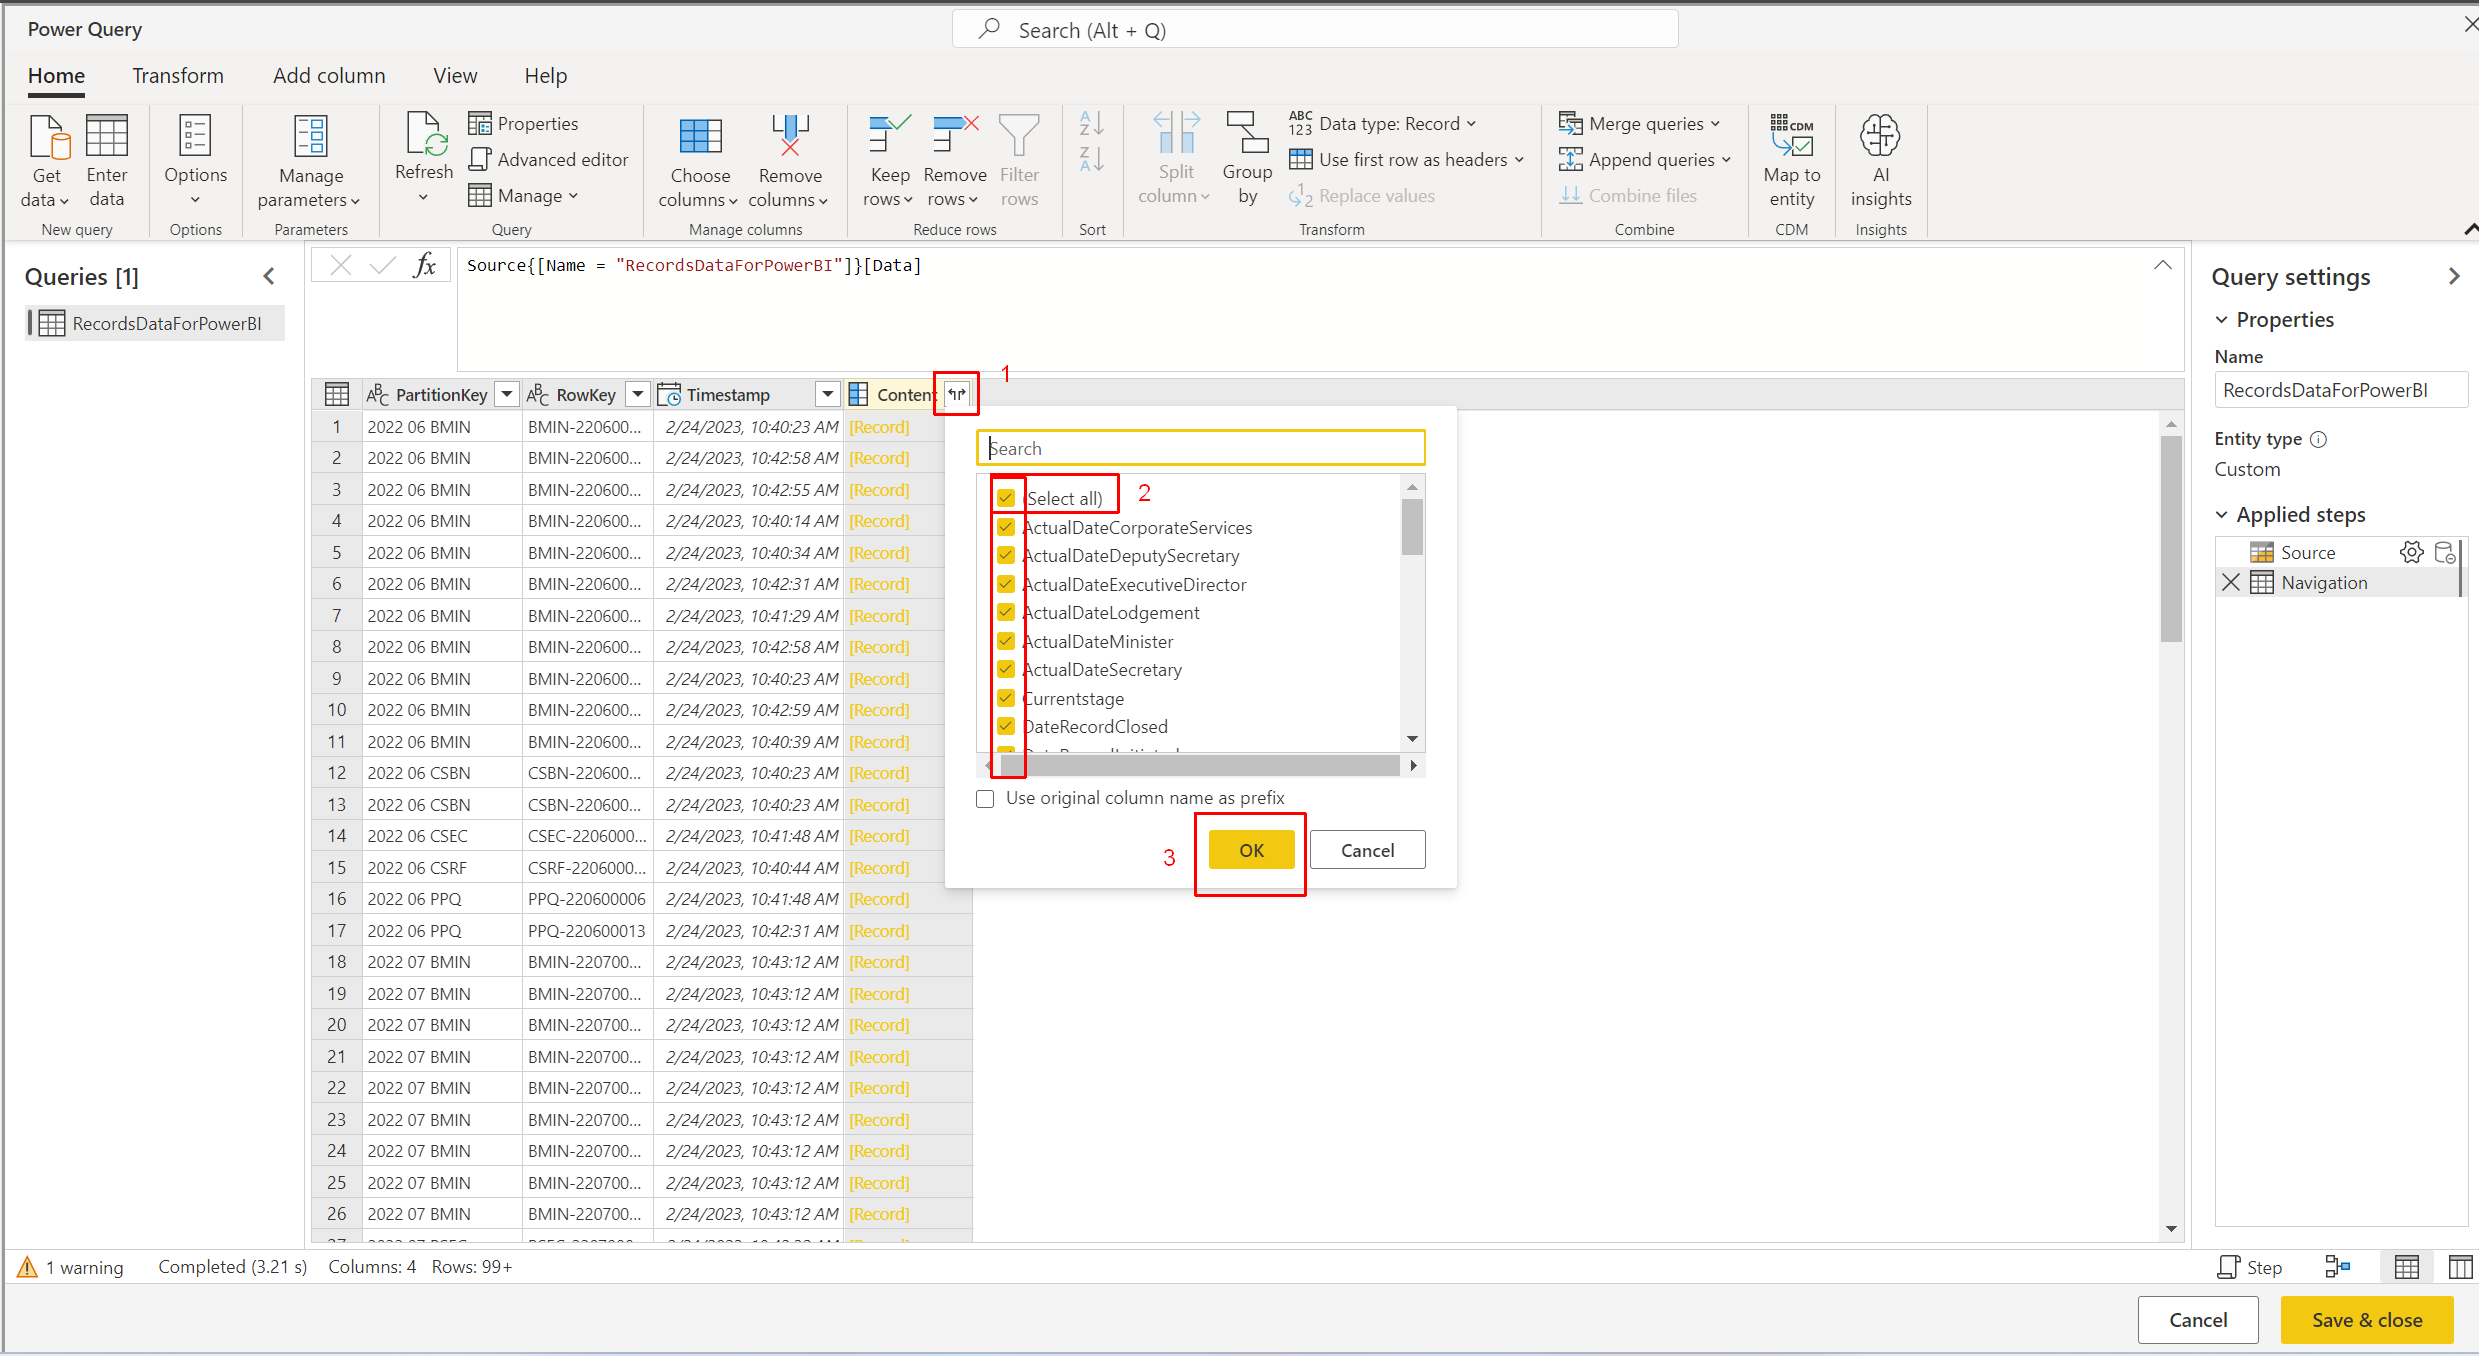 Power Query
Search (Alt + Q)
Home Transform Add column View Help
Get data
Enter data
New query
Options
Options
Manage parameters
Parameters
Refresh
Properties
Advanced editor
Manage
Query
Choose columns
Remove columns
Manage columns
Keep rows
Remove rows
Filter rows
Reduce rows
Sort
Split column
Group by
Data type: Record
Use first row as headers
Replace values
Transform
Merge queries
Append queries
Combine files
Combine
CDM
Map to entity
CDM
AI insights
Insights
Queries [1]
RecordsDataForPowerBI
fx
Source{[Name = "RecordsDataForPowerBI"]}[Data]
PartitionKey RowKey Timestamp Content
1 2022 06 BMIN BMIN-220600... 2/24/2023, 10:40:23 AM [Record]
2 2022 06 BMIN BMIN-220600... 2/24/2023, 10:42:58 AM [Record]
3 2022 06 BMIN BMIN-220600... 2/24/2023, 10:42:55 AM [Record]
4 2022 06 BMIN BMIN-220600... 2/24/2023, 10:40:14 AM [Record]
5 2022 06 BMIN BMIN-220600... 2/24/2023, 10:40:34 AM [Record]
6 2022 06 BMIN BMIN-220600... 2/24/2023, 10:42:31 AM [Record]
7 2022 06 BMIN BMIN-220600... 2/24/2023, 10:41:29 AM [Record]
8 2022 06 BMIN BMIN-220600... 2/24/2023, 10:42:58 AM [Record]
9 2022 06 BMIN BMIN-220600... 2/24/2023, 10:40:23 AM [Record]
10 2022 06 BMIN BMIN-220600... 2/24/2023, 10:42:59 AM [Record]
11 2022 06 BMIN BMIN-220600... 2/24/2023, 10:40:39 AM [Record]
12 2022 06 CSBN CSBN-220600... 2/24/2023, 10:40:23 AM [Record]
13 2022 06 CSBN CSBN-220600... 2/24/2023, 10:40:23 AM [Record]
14 2022 06 CSEC CSEC-2206000... 2/24/2023, 10:41:48 AM [Record]
15 2022 06 CSRF CSRF-2206000... 2/24/2023, 10:40:44 AM [Record]
16 2022 06 PPQ PPQ-220600006 2/24/2023, 10:41:48 AM [Record]
17 2022 06 PPQ PPQ-220600013 2/24/2023, 10:42:31 AM [Record]
18 2022 07 BMIN BMIN-220700... 2/24/2023, 10:43:12 AM [Record]
19 2022 07 BMIN BMIN-220700... 2/24/2023, 10:43:12 AM [Record]
20 2022 07 BMIN BMIN-220700... 2/24/2023, 10:43:12 AM [Record]
21 2022 07 BMIN BMIN-220700... 2/24/2023, 10:43:12 AM [Record]
22 2022 07 BMIN BMIN-220700... 2/24/2023, 10:43:12 AM [Record]
23 2022 07 BMIN BMIN-220700... 2/24/2023, 10:43:12 AM [Record]
24 2022 07 BMIN BMIN-220700... 2/24/2023, 10:43:12 AM [Record]
25 2022 07 BMIN BMIN-220700... 2/24/2023, 10:43:12 AM [Record]
26 2022 07 BMIN BMIN-220700... 2/24/2023, 10:43:12 AM [Record]
1
Search
(Select all) 2
ActualDateCorporateServices
ActualDateDeputySecretary
ActualDateExecutiveDirector
ActualDateLodgement
ActualDateMinister
ActualDateSecretary
Currentstage
DateRecordClosed
Use original column name as prefix
3 OK Cancel
Query settings
Properties
Name
RecordsDataForPowerBI
Entity type
Custom
Applied steps
Source
Navigation
1 warning Completed (3.21 s) Columns: 4 Rows: 99+
Step
Cancel Save & close